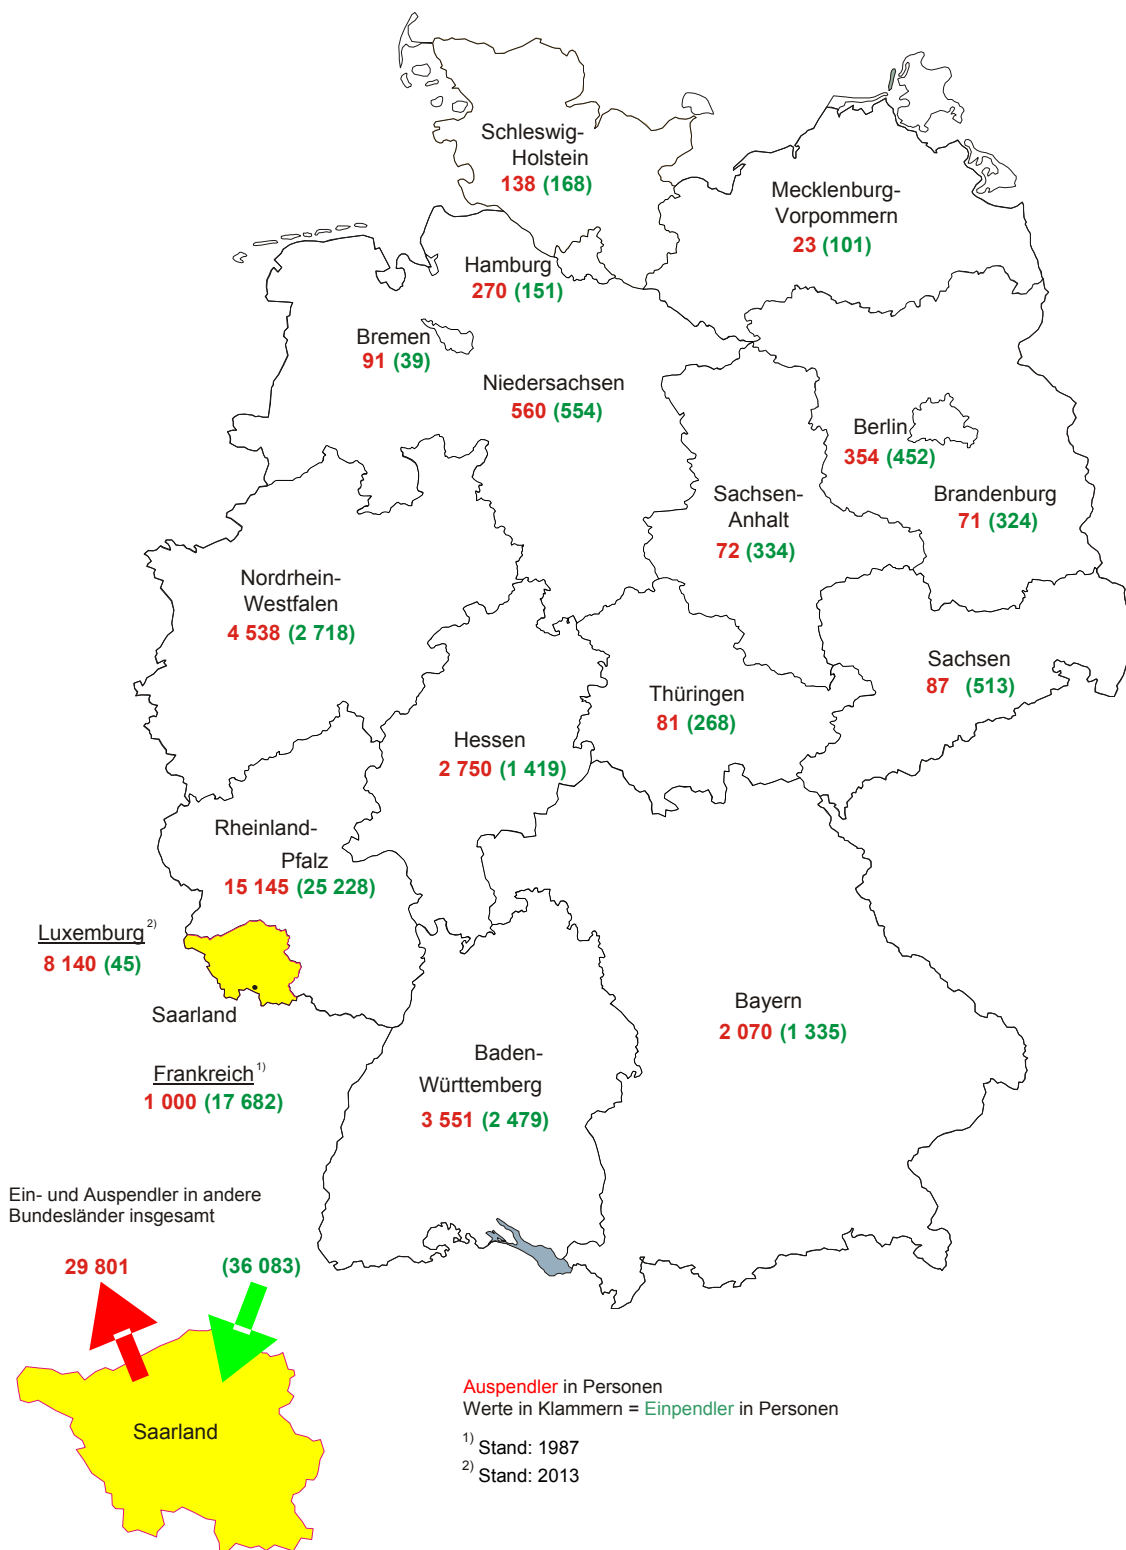 Schleswig-
Holstein
138 (168)
Mecklenburg-
Vorpommern
23 (101)
Hamburg
270 (151)
Bremen
91 (39)
Niedersachsen
560 (554)
Berlin
354 (452)
Brandenburg
71 (324)
Sachsen-
Anhalt
72 (334)
Nordrhein-
Westfalen
4 538 (2 718)
Sachsen
87 (513)
Thüringen
81 (268)
Hessen
2 750 (1 419)
Rheinland-
Pfalz
15 145 (25 228)
Luxemburg 2)
8 140 (45)
Saarland
Frankreich 1)
1 000 (17 682)
Bayern
2 070 (1 335)
Baden-
Württemberg
3 551 (2 479)
Ein- und Auspendler in andere
Bundesländer insgesamt
29 801 (36 083)
Saarland
Auspendler in Personen
Werte in Klammern = Einpendler in Personen
1) Stand: 1987
2) Stand: 2013